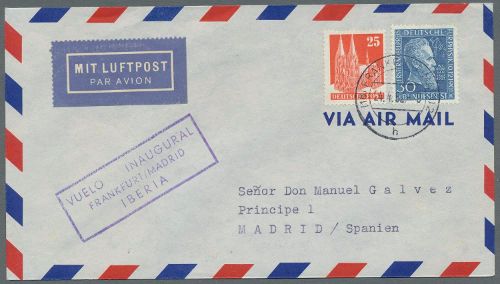 MIT LUFTPOST
PAR AVION
25
DEUTSCHE
30
VIA AIR MAIL
h
VUELO INAUGURAL
FRANKFURT/MADRID
IBERIA
Señor Don Manuel Galvez
Principe 1
MADRID/Spanien